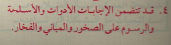 ٤. قد تتضمن الإجابات الأدوات والأسلحة
والرسوم على الصخور والمباني والفخار.